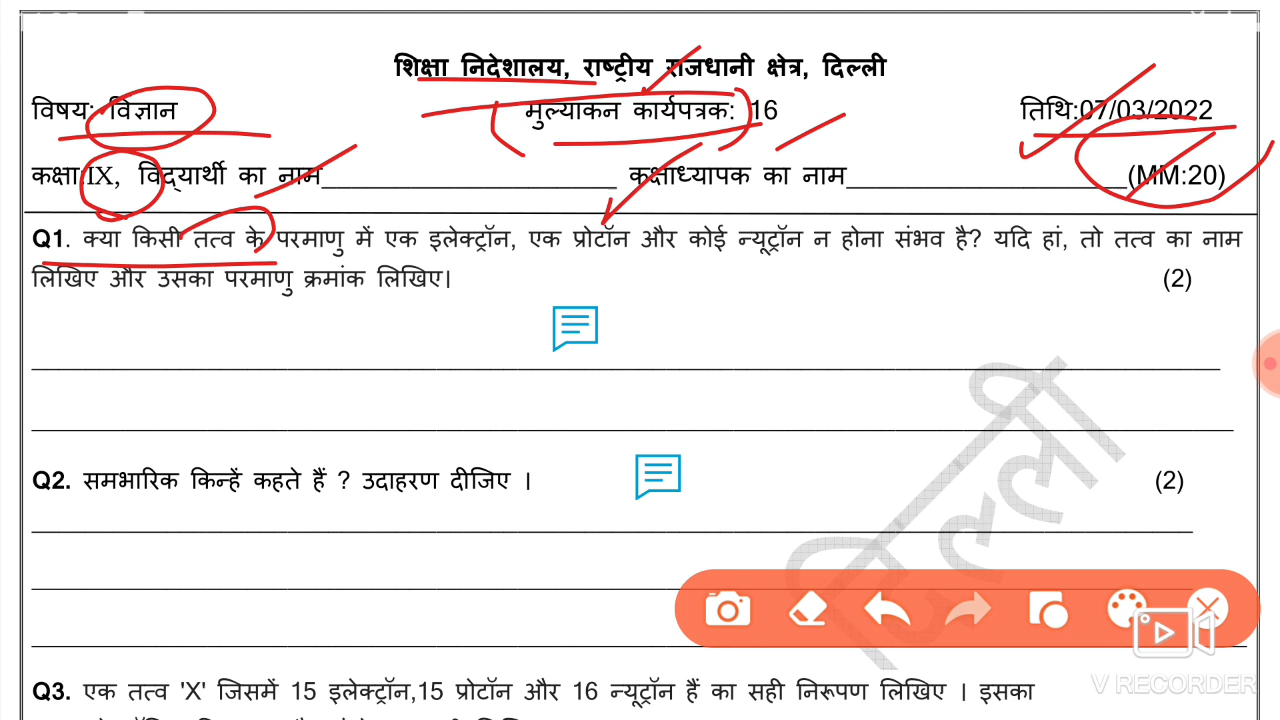 शिक्षा निदेशालय, राष्ट्रीय राजधानी क्षेत्र, दिल्ली
विषय: विज्ञान मुल्याकन कार्यपत्रक: 16 तिथि:07/03/2022
कक्षा IX, विद्यार्थी का नाम____________________ कक्षाध्यापक का नाम____________________(MM:20)
Q1. क्या किसी तत्व के परमाणु में एक इलेक्ट्रॉन, एक प्रोटॉन और कोई न्यूट्रॉन न होना संभव है? यदि हां, तो तत्व का नाम
लिखिए और उसका परमाणु क्रमांक लिखिए। (2)
Q2. समभारिक किन्हें कहते हैं ? उदाहरण दीजिए । (2)
दिल्ली
Q3. एक तत्व 'X' जिसमें 15 इलेक्ट्रॉन,15 प्रोटॉन और 16 न्यूट्रॉन हैं का सही निरूपण लिखिए । इसका
V RECORDER